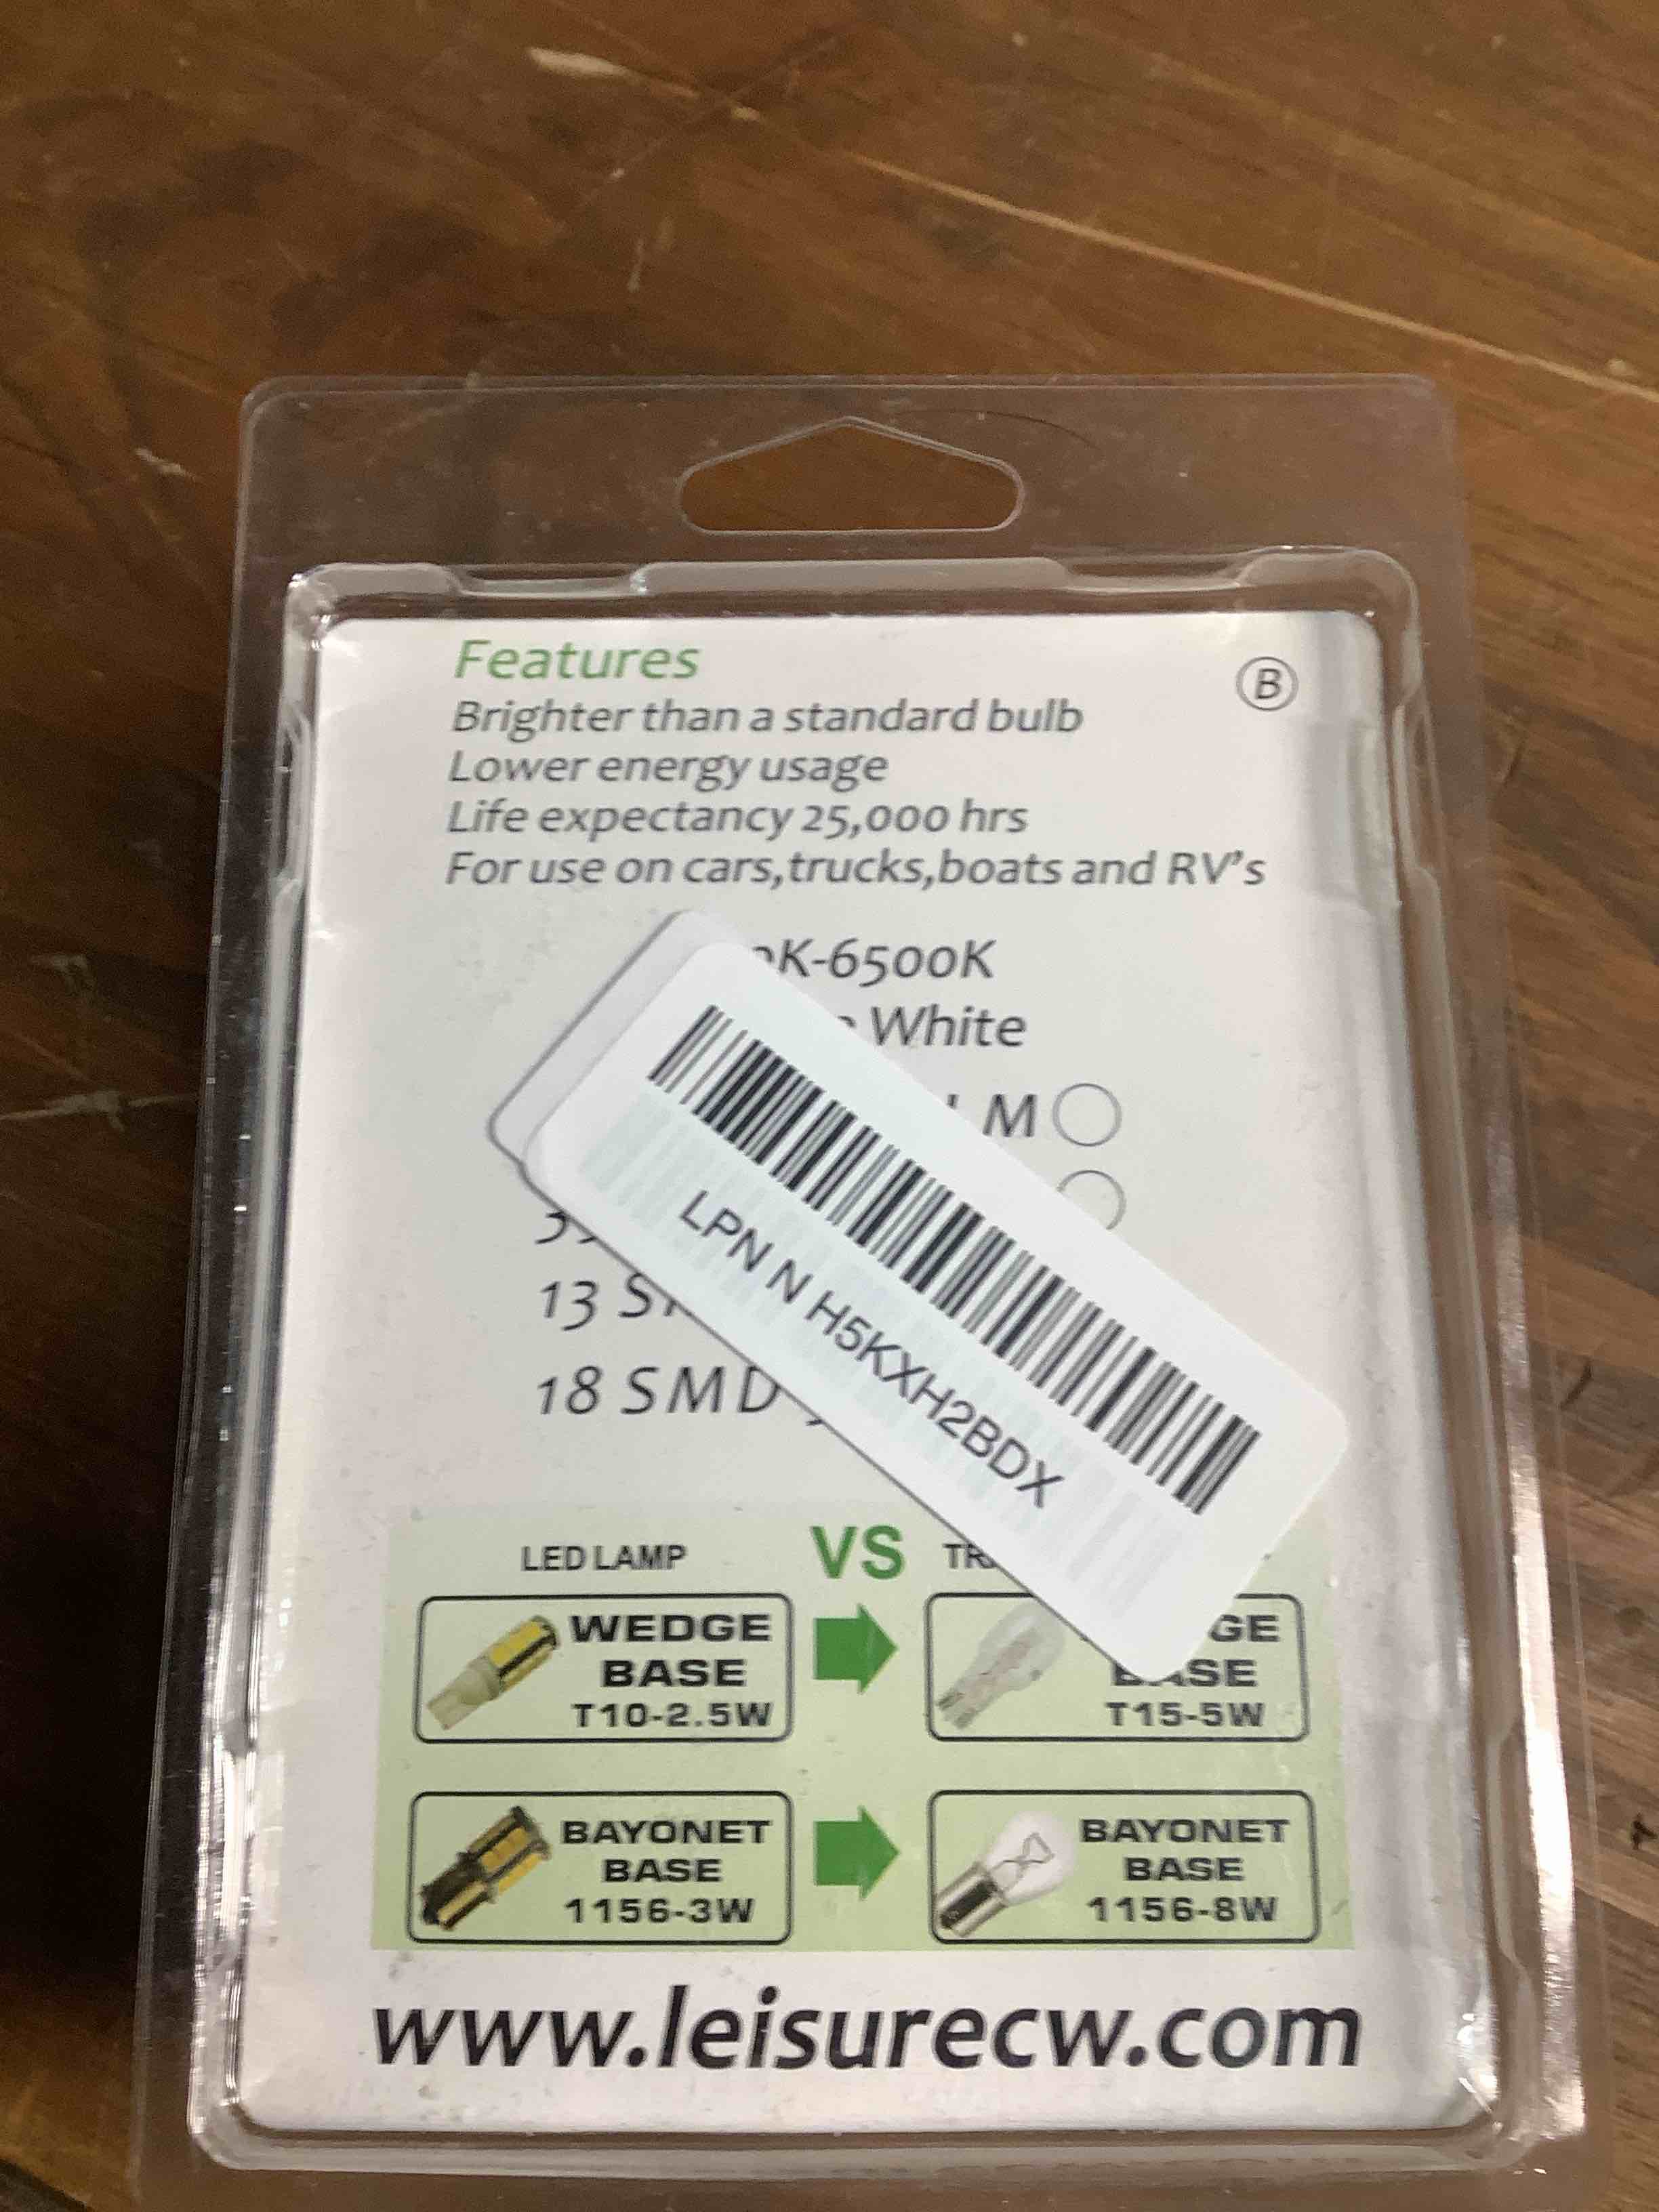 Features
B
Brighter than a standard bulb
Lower energy usage
Life expectancy 25,000 hrs
For use on cars,trucks,boats and RV's
K-6500K
White
LM
13
18 SMD
LPN N H5KXH2BDX
LED LAMP VS
WEDGE
BASE
T10-2.5W
BASE
T15-5W
BAYONET
BASE
1156-3W
BAYONET
BASE
1156-8W
www.leisurecw.com